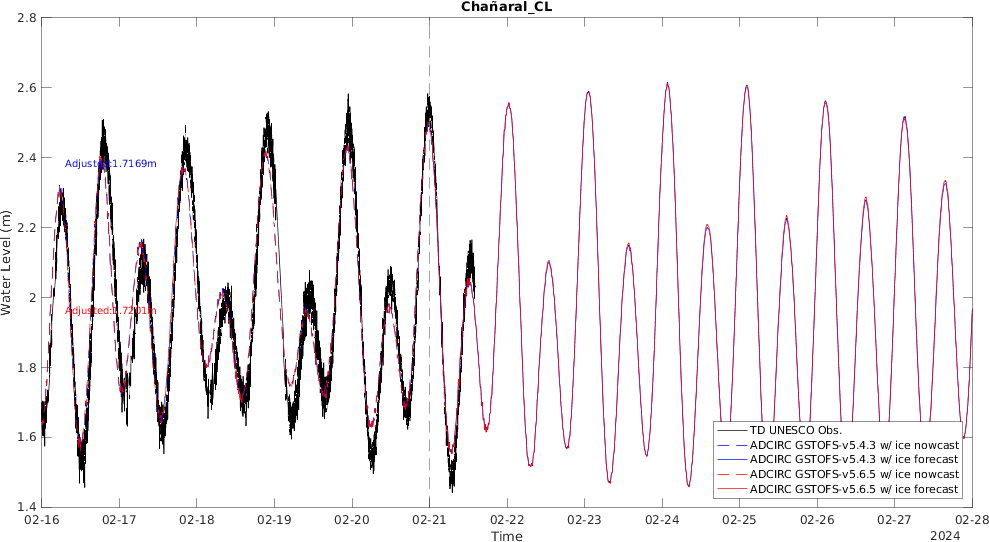 Chañaral_CL
2.8
2.6
2.4
2.2
2
1.8
1.6
1.4
Water Level (m)
Adjusted:1.7169m
Adjusted:1.7201m
TD UNESCO Obs.
ADCIRC GSTOFS-v5.4.3 w/ ice nowcast
ADCIRC GSTOFS-v5.4.3 w/ ice forecast
ADCIRC GSTOFS-v5.6.5 w/ ice nowcast
ADCIRC GSTOFS-v5.6.5 w/ ice forecast
02-16 02-17 02-18 02-19 02-20 02-21 02-22 02-23 02-24 02-25 02-26 02-27 02-28
Time
2024